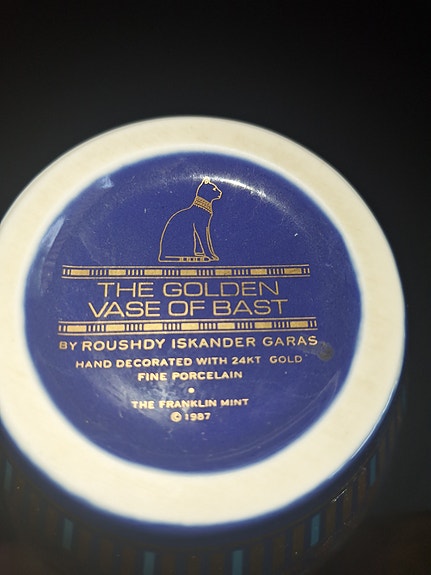 THE GOLDEN
VASE OF BAST
BY ROUSHDY ISKANDER GARAS
HAND DECORATED WITH 24KT GOLD
FINE PORCELAIN
•
THE FRANKLIN MINT
© 1987